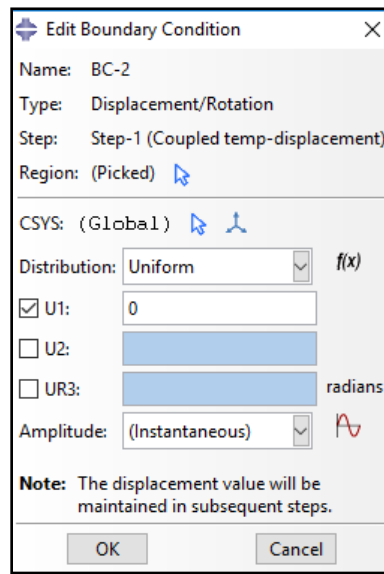 Edit Boundary Condition
Name: BC-2
Type: Displacement/Rotation
Step: Step-1 (Coupled temp-displacement)
Region: (Picked)
CSYS: (Global)
Distribution: Uniform f(x)
U1: 0
U2:
UR3: radians
Amplitude: (Instantaneous)
Note: The displacement value will be
maintained in subsequent steps.
OK Cancel